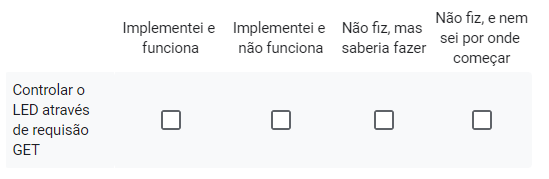 Implementei e
funciona
Implementei e
não funciona
Não fiz, mas
saberia fazer
Não fiz, e nem
sei por onde
começar
Controlar o
LED através
de requisão
GET